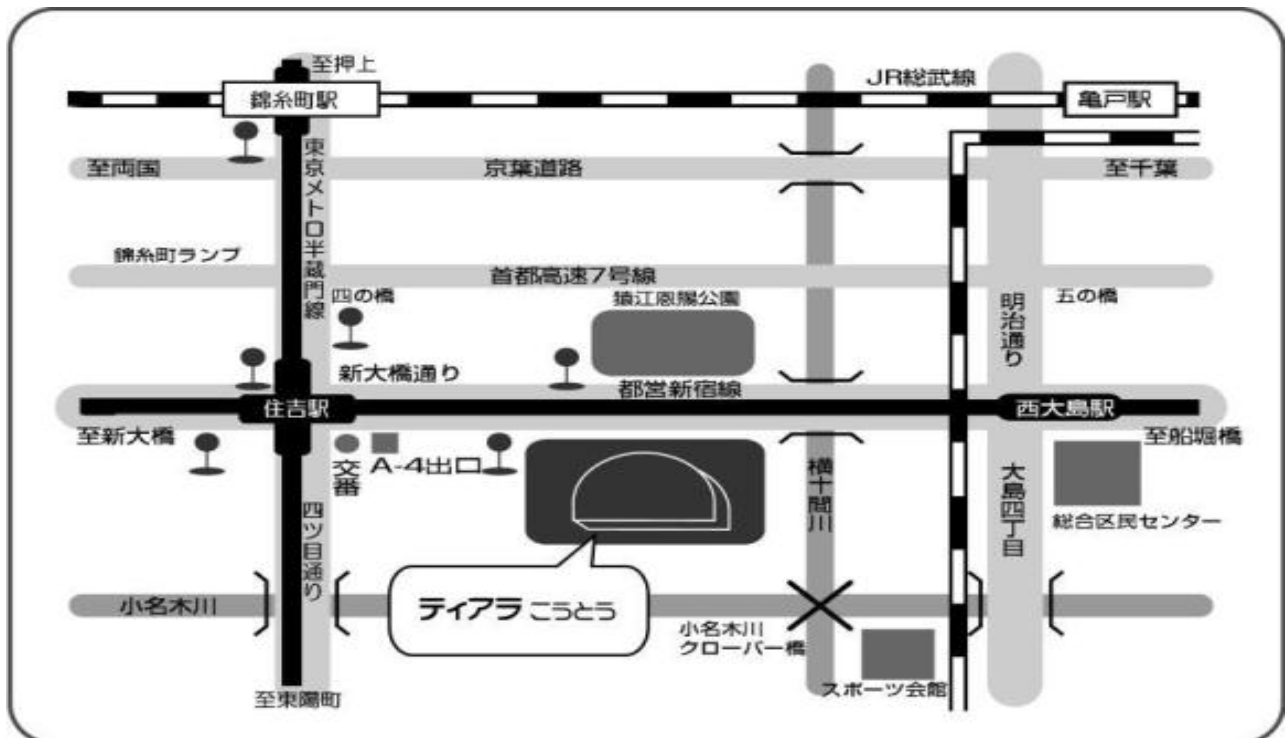 至押上
JR総武線
錦糸町駅
亀戸駅
至両国
京葉道路
至千葉
東京メトロ半蔵門線
錦糸町ランプ
首都高速7号線
四の橋
猿江恩賜公園
五の橋
明治通り
新大橋通り
都営新宿線
住吉駅
西大島駅
至新大橋
至船堀橋
交番
A-4出口
横十間川
大島四丁目
総合区民センター
四ツ目通り
小名木川
ティアラ こうとう
小名木川
クローバー橋
スポーツ会館
至東陽町